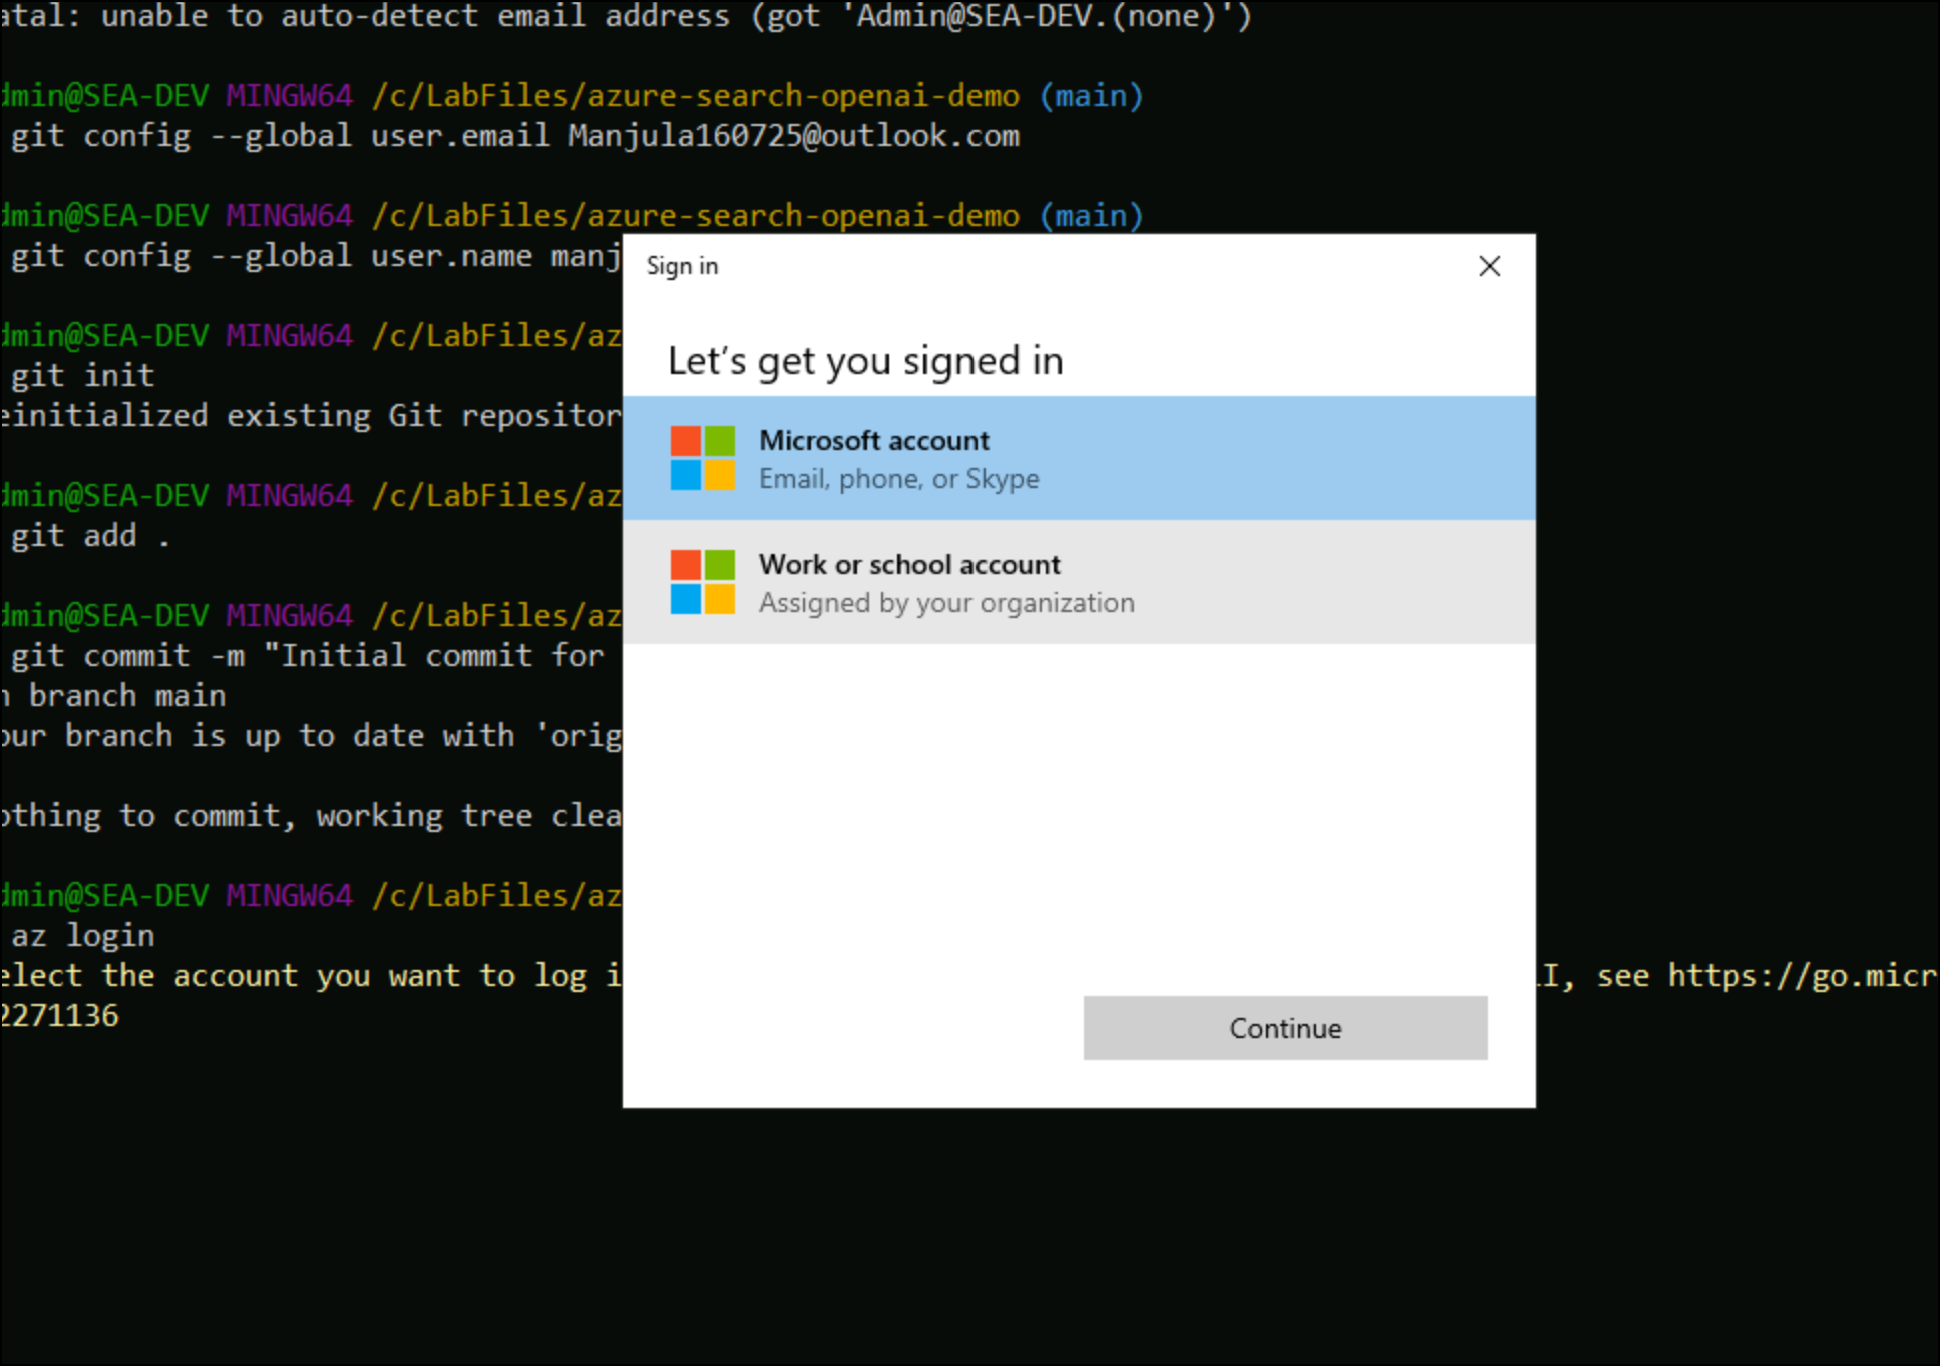 atal: unable to auto-detect email address (got 'Admin@SEA-DEV.(none)')
dmin@SEA-DEV MINGW64 /c/LabFiles/azure-search-openai-demo (main)
git config --global user.email Manjula160725@outlook.com
dmin@SEA-DEV MINGW64 /c/LabFiles/azure-search-openai-demo (main)
git config --global user.name manj
dmin@SEA-DEV MINGW64 /c/LabFiles/az
git init
einitialized existing Git repositor
dmin@SEA-DEV MINGW64 /c/LabFiles/az
git add .
dmin@SEA-DEV MINGW64 /c/LabFiles/az
git commit -m "Initial commit for
n branch main
our branch is up to date with 'orig
othing to commit, working tree clea
dmin@SEA-DEV MINGW64 /c/LabFiles/az
az login
elect the account you want to log i
I, see https://go.micr
2271136
Sign in
Let's get you signed in
Microsoft account
Email, phone, or Skype
Work or school account
Assigned by your organization
Continue